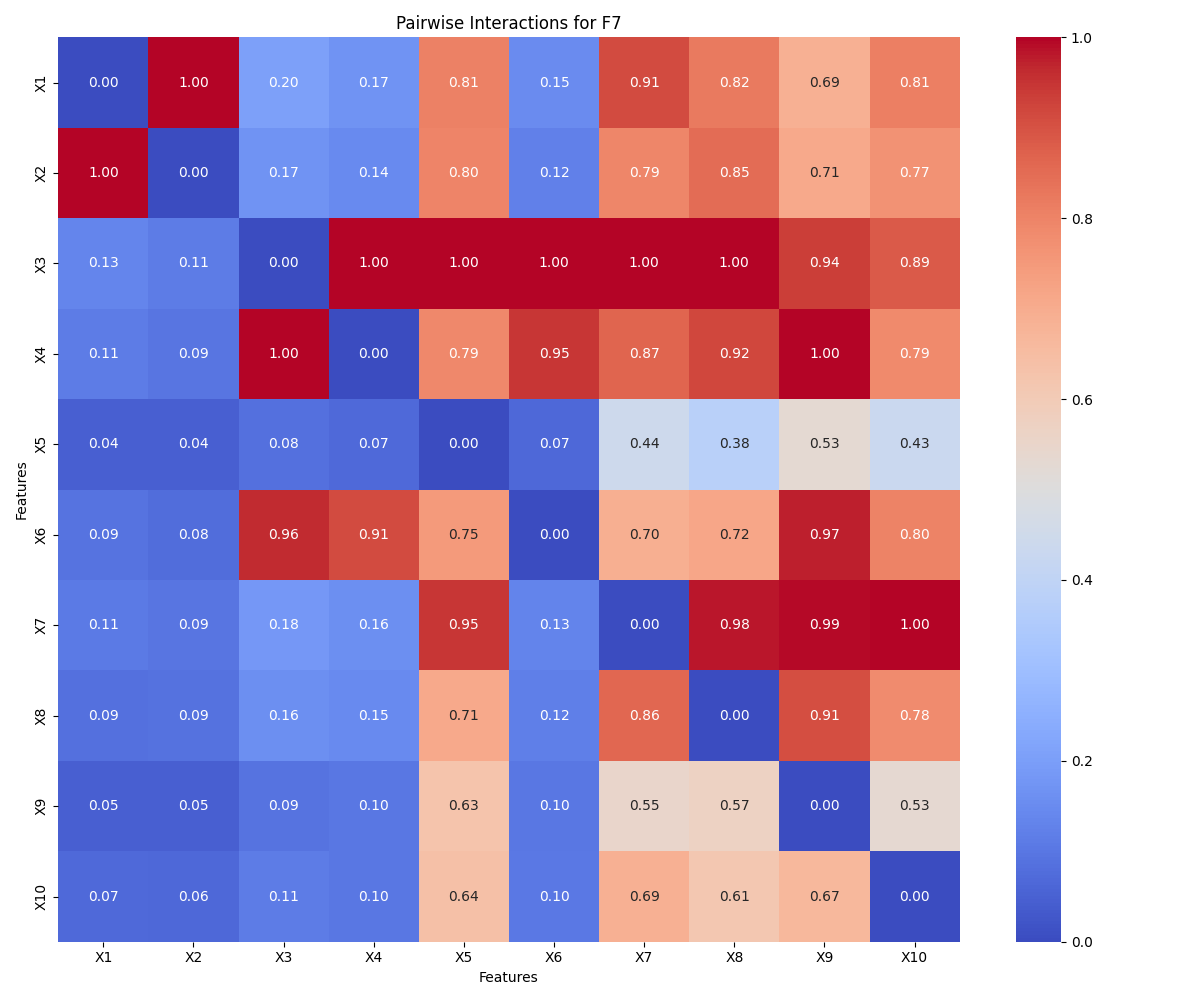 Pairwise Interactions for F7
X1 0.00 1.00 0.20 0.17 0.81 0.15 0.91 0.82 0.69 0.81
X2 1.00 0.00 0.17 0.14 0.80 0.12 0.79 0.85 0.71 0.77
X3 0.13 0.11 0.00 1.00 1.00 1.00 1.00 1.00 0.94 0.89
X4 0.11 0.09 1.00 0.00 0.79 0.95 0.87 0.92 1.00 0.79
X5 0.04 0.04 0.08 0.07 0.00 0.07 0.44 0.38 0.53 0.43
X6 0.09 0.08 0.96 0.91 0.75 0.00 0.70 0.72 0.97 0.80
X7 0.11 0.09 0.18 0.16 0.95 0.13 0.00 0.98 0.99 1.00
X8 0.09 0.09 0.16 0.15 0.71 0.12 0.86 0.00 0.91 0.78
X9 0.05 0.05 0.09 0.10 0.63 0.10 0.55 0.57 0.00 0.53
X10 0.07 0.06 0.11 0.10 0.64 0.10 0.69 0.61 0.67 0.00
X1 X2 X3 X4 X5 X6 X7 X8 X9 X10
Features
Features
1.0
0.8
0.6
0.4
0.2
0.0